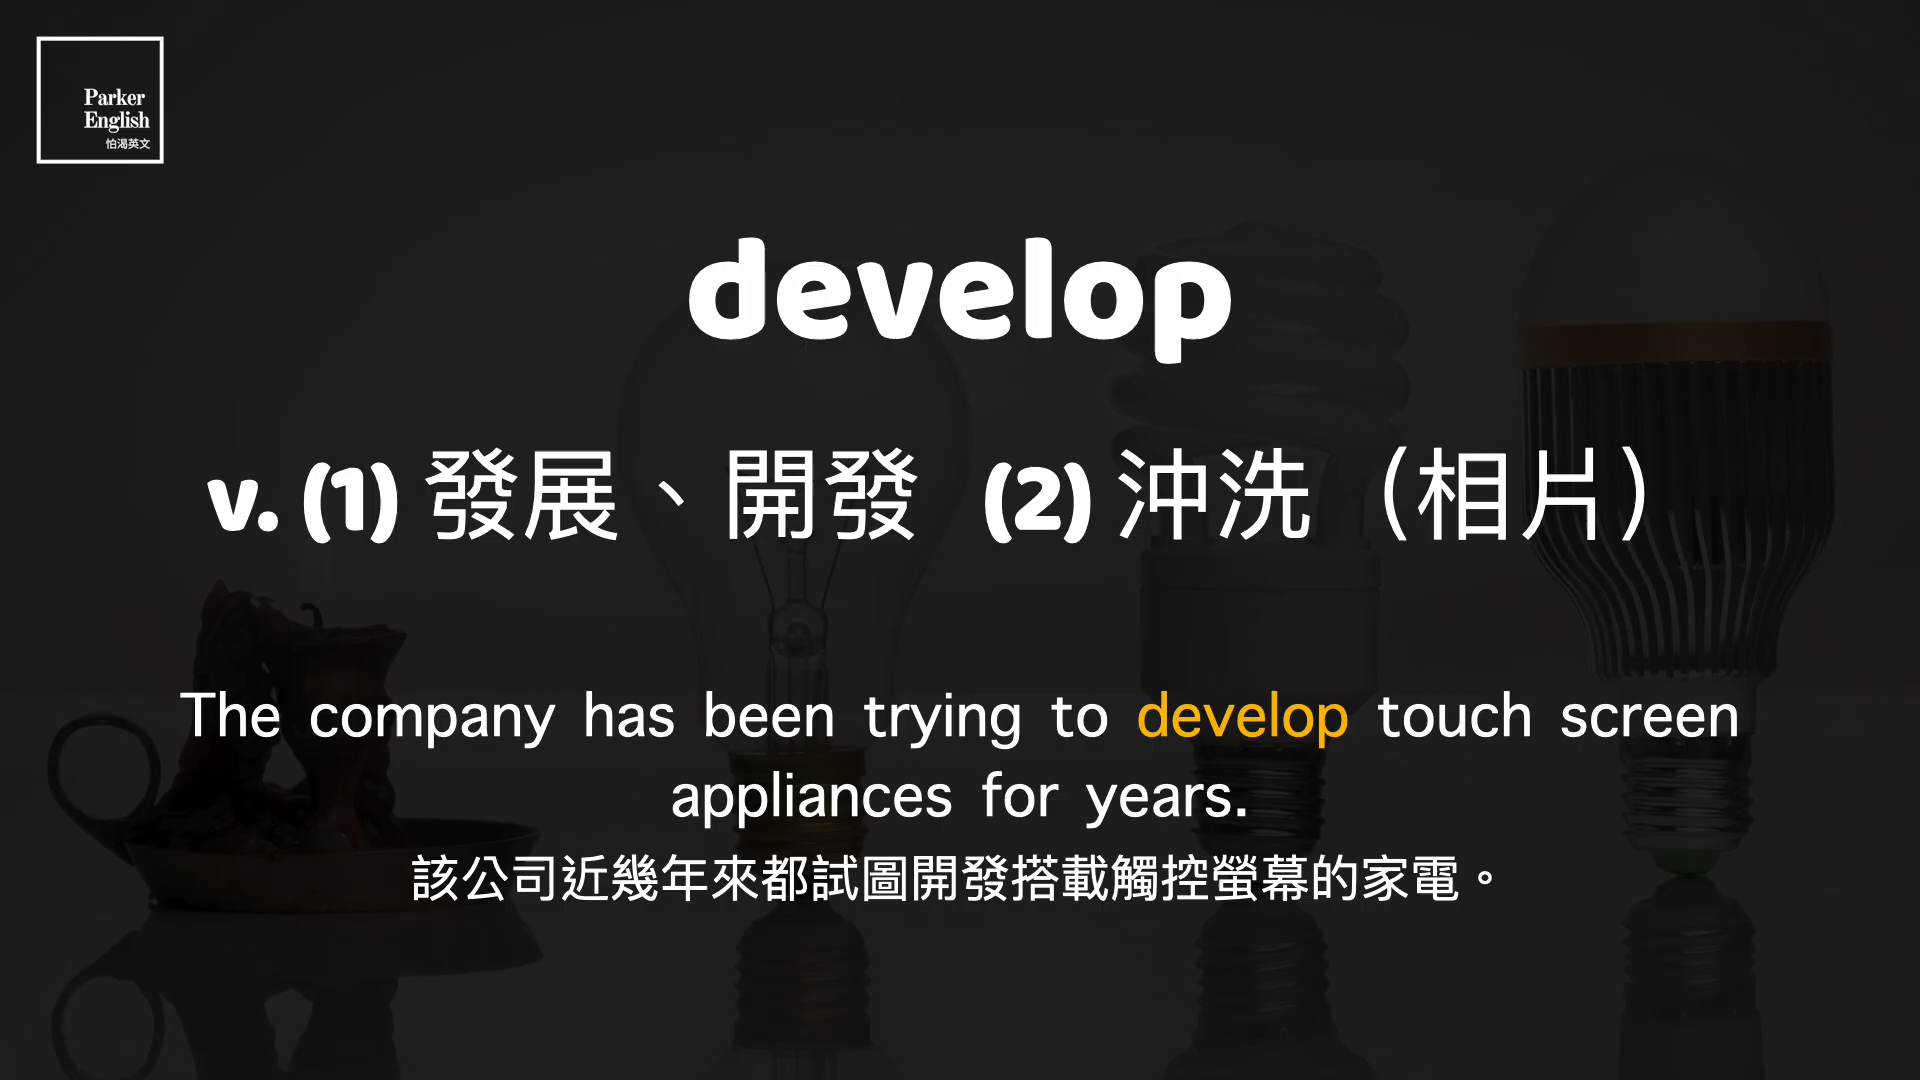 Parker
English
怕渴英文
develop
v. (1) 發展、開發 (2) 沖洗（相片）
The company has been trying to develop touch screen
appliances for years.
該公司近幾年來都試圖開發搭載觸控螢幕的家電。